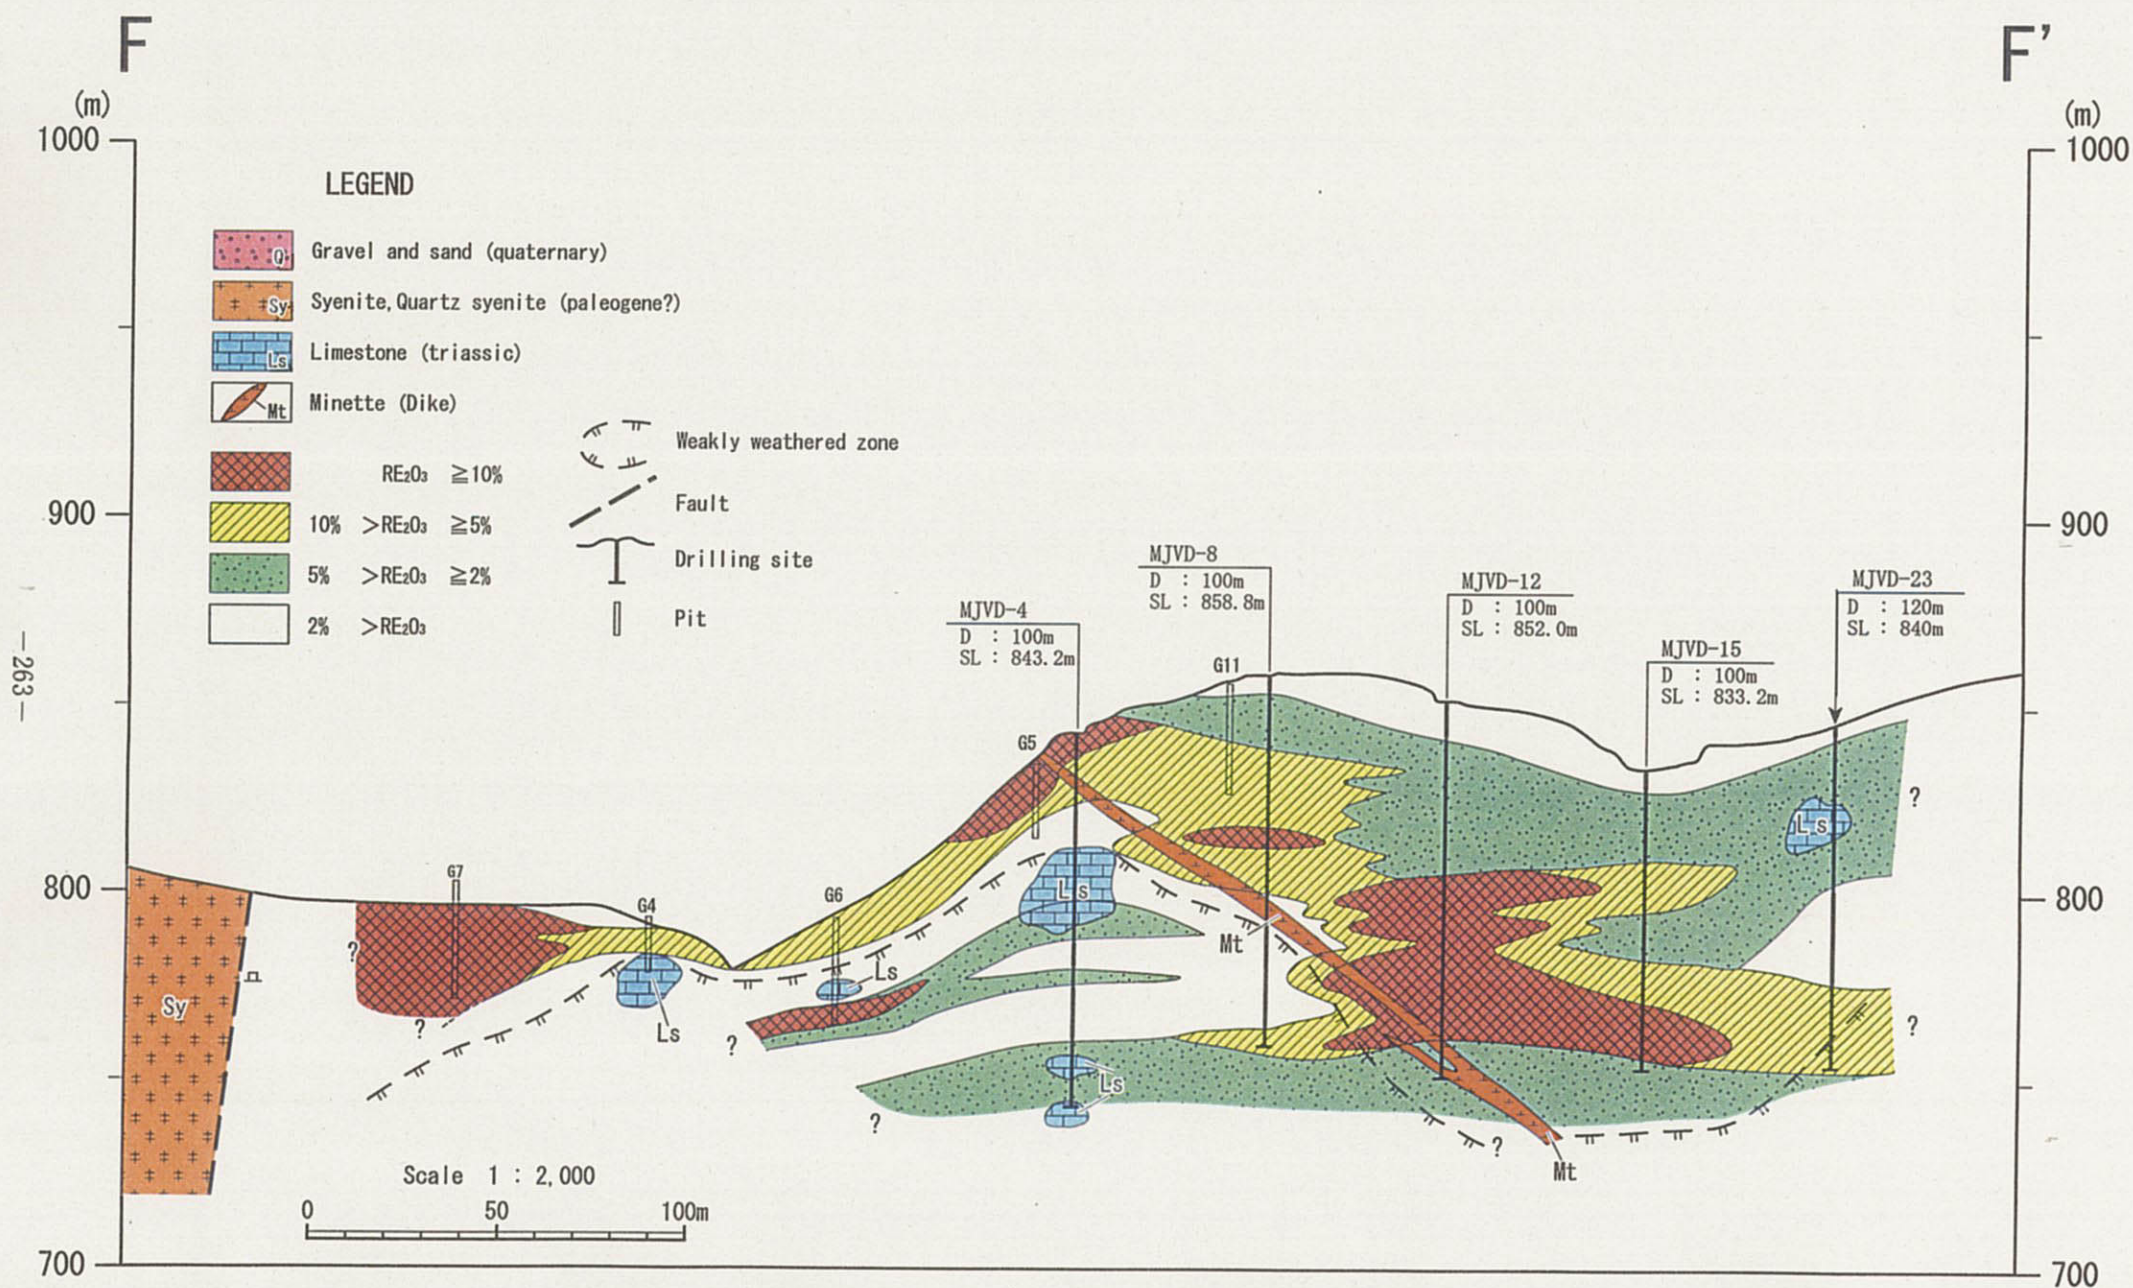 F
F'
(m)
(m)
1000
1000
LEGEND
Q
Gravel and sand (quaternary)
Sy
Syenite, Quartz syenite (paleogene?)
Ls
Limestone (triassic)
Mt
Minette (Dike)
RE₂O₃ ≧10%
10% >RE₂O₃ ≧5%
5% >RE₂O₃ ≧2%
2% >RE₂O₃
Weakly weathered zone
Fault
Drilling site
Pit
900
900
-263-
MJVD-4
D : 100m
SL : 843.2m
MJVD-8
D : 100m
SL : 858.8m
MJVD-12
D : 100m
SL : 852.0m
MJVD-15
D : 100m
SL : 833.2m
MJVD-23
D : 120m
SL : 840m
G11
G5
G7
G4
G6
800
800
Ls
Ls
Ls
Ls
Ls
Mt
Mt
Sy
?
?
?
?
?
?
?
Scale 1 : 2,000
0 50 100m
700
700